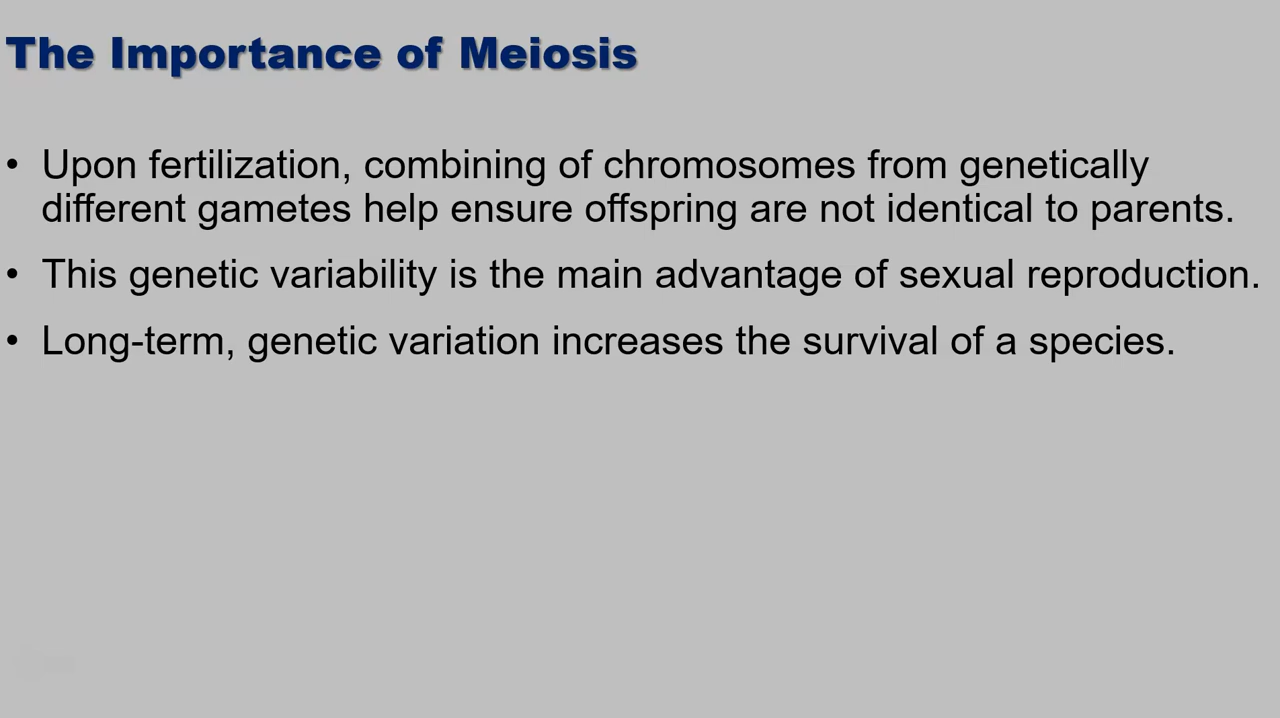 The Importance of Meiosis
• Upon fertilization, combining of chromosomes from genetically
different gametes help ensure offspring are not identical to parents.
• This genetic variability is the main advantage of sexual reproduction.
• Long-term, genetic variation increases the survival of a species.